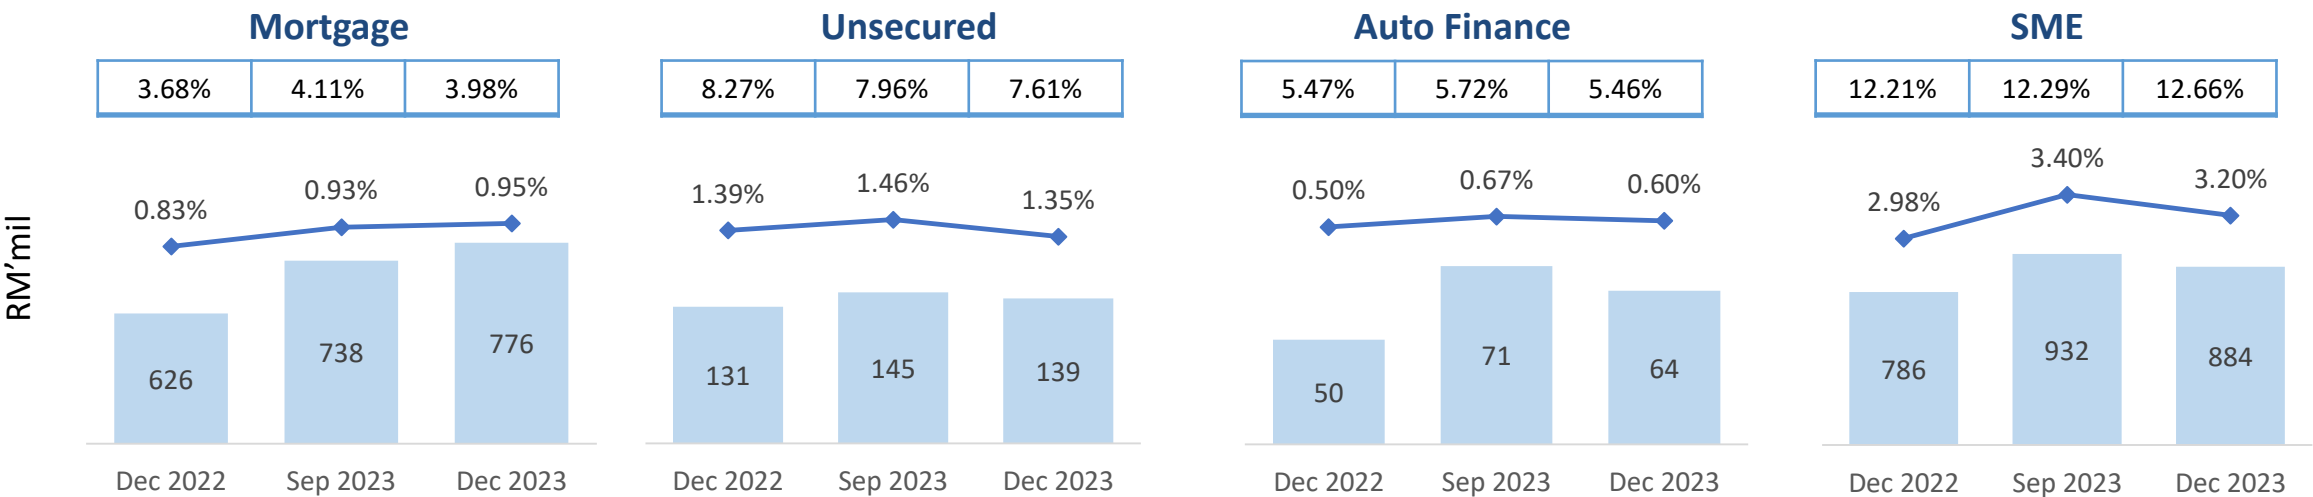 Mortgage
3.68% 4.11% 3.98%
0.83% 0.93% 0.95%
626 738 776
Dec 2022 Sep 2023 Dec 2023
Unsecured
8.27% 7.96% 7.61%
1.39% 1.46% 1.35%
131 145 139
Dec 2022 Sep 2023 Dec 2023
Auto Finance
5.47% 5.72% 5.46%
0.50% 0.67% 0.60%
50 71 64
Dec 2022 Sep 2023 Dec 2023
SME
12.21% 12.29% 12.66%
2.98% 3.40% 3.20%
786 932 884
Dec 2022 Sep 2023 Dec 2023
RM’mil